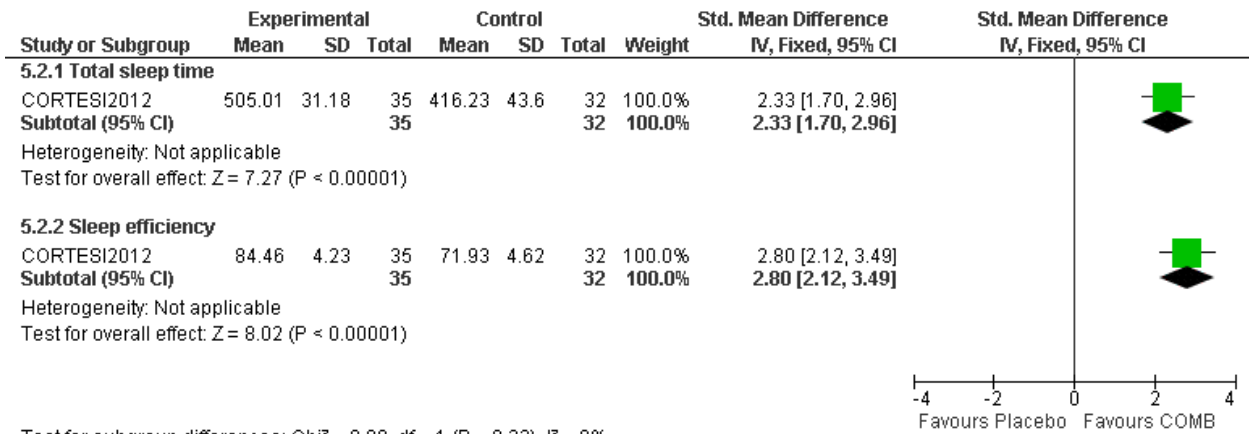 Experimental Control Std. Mean Difference Std. Mean Difference
Study or Subgroup Mean SD Total Mean SD Total Weight IV, Fixed, 95% CI IV, Fixed, 95% CI
5.2.1 Total sleep time
CORTESI2012 505.01 31.18 35 416.23 43.6 32 100.0% 2.33 [1.70, 2.96]
Subtotal (95% CI) 35 32 100.0% 2.33 [1.70, 2.96]
Heterogeneity: Not applicable
Test for overall effect: Z = 7.27 (P < 0.00001)
5.2.2 Sleep efficiency
CORTESI2012 84.46 4.23 35 71.93 4.62 32 100.0% 2.80 [2.12, 3.49]
Subtotal (95% CI) 35 32 100.0% 2.80 [2.12, 3.49]
Heterogeneity: Not applicable
Test for overall effect: Z = 8.02 (P < 0.00001)
-4 -2 0 2 4
Favours Placebo Favours COMB
Test for subgroup differences: